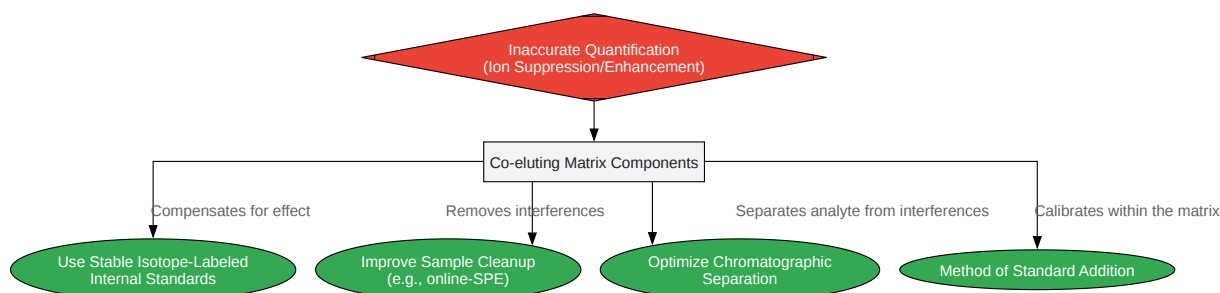 Inaccurate Quantification
(Ion Suppression/Enhancement)
Co-eluting Matrix Components
Compensates for effect
Removes interferences
Separates analyte from interferences
Calibrates within the matrix
Use Stable Isotope-Labeled
Internal Standards
Improve Sample Cleanup
(e.g., online-SPE)
Optimize Chromatographic
Separation
Method of Standard Addition